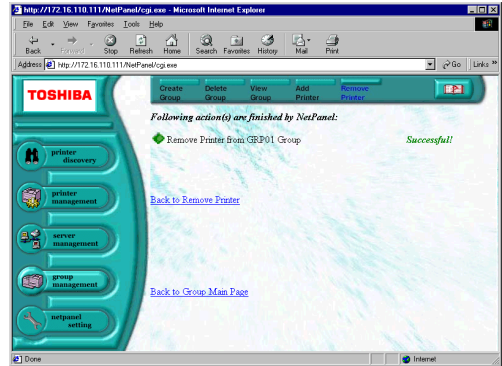 http://172.16.110.111/NetPanel/cgi.exe - Microsoft Internet Explorer
File Edit View Favorites Tools Help
Back Forward Stop Refresh Home Search Favorites History Mail Print
Address http://172.16.110.111/NetPanel/cgi.exe Go Links »
TOSHIBA
Create Group
Delete Group
View Group
Add Printer
Remove Printer
Following action(s) are finished by NetPanel:
Remove Printer from GRP01 Group Successful!
printer discovery
printer management
Back to Remove Printer
server management
group management
Back to Group Main Page
netpanel setting
Done Internet